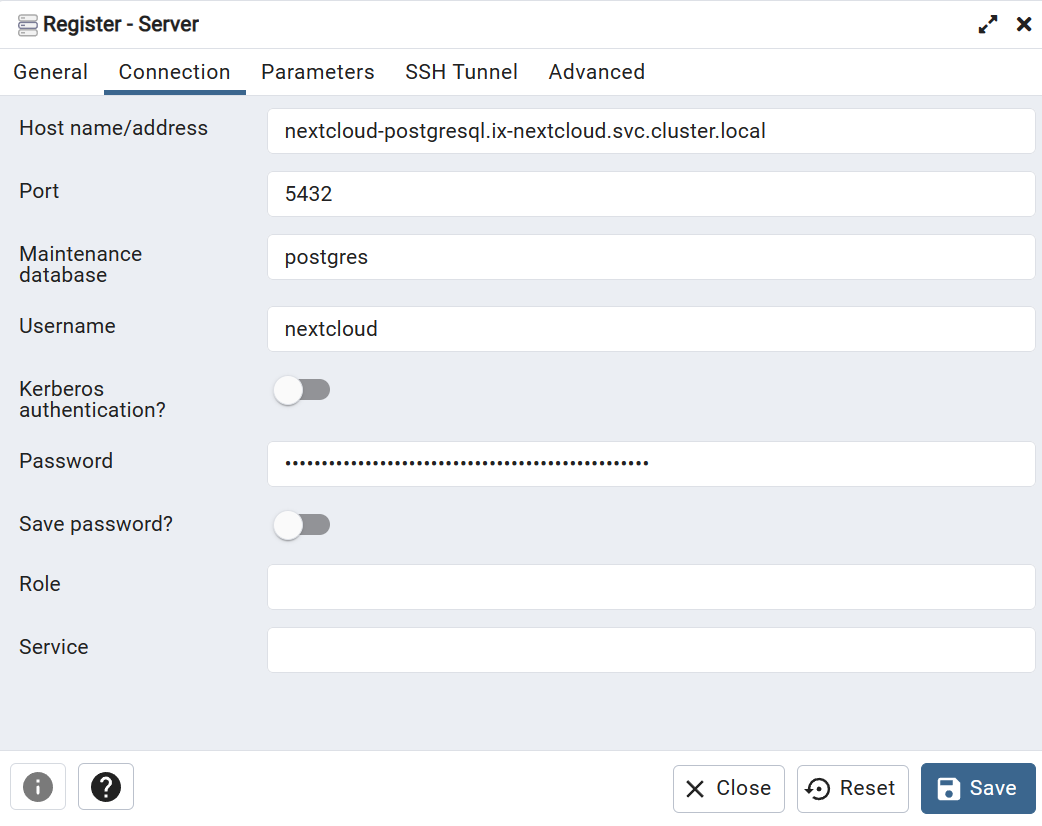 Register - Server
General Connection Parameters SSH Tunnel Advanced
Host name/address nextcloud-postgresql.ix-nextcloud.svc.cluster.local
Port 5432
Maintenance
database postgres
Username nextcloud
Kerberos
authentication?
Password ••••••••••••••••••••••••••••••••••••••••••••••••••
Save password?
Role
Service
Close Reset Save